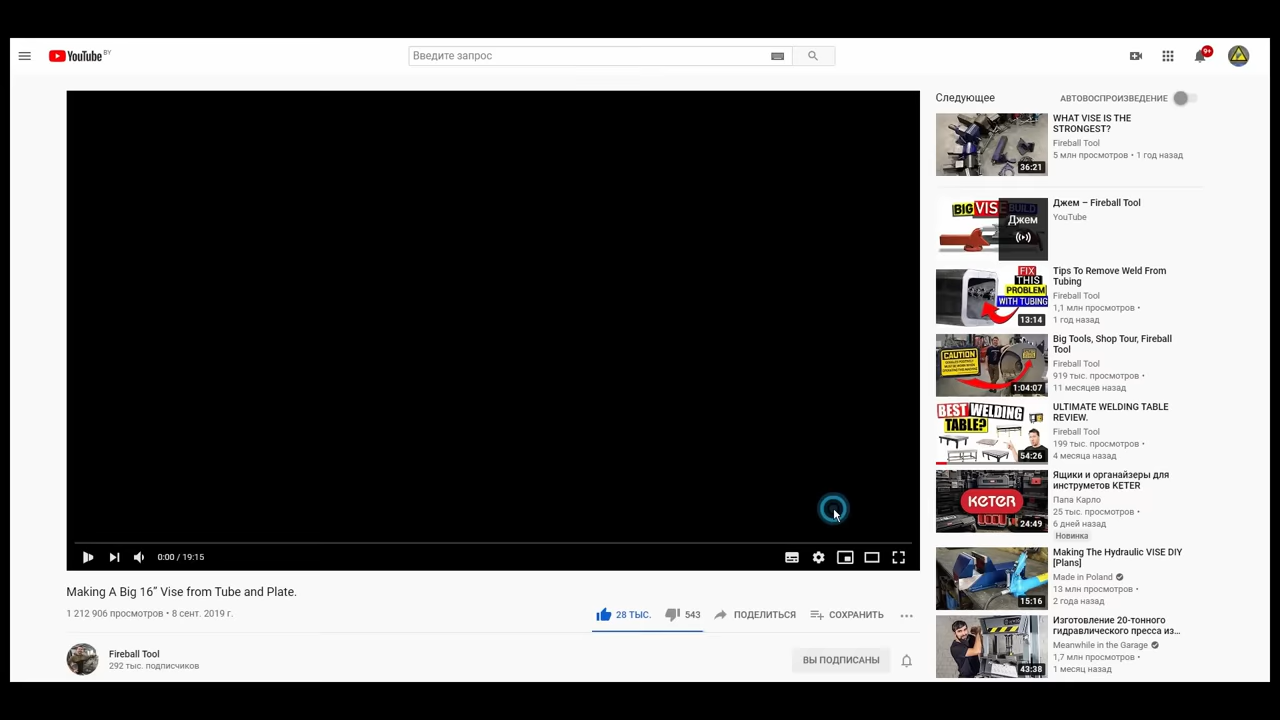 YouTube BY
Введите запрос
9+
0:00 / 19:15
Making A Big 16” Vise from Tube and Plate.
1 212 906 просмотров • 8 сент. 2019 г.
28 ТЫС.
543
ПОДЕЛИТЬСЯ
СОХРАНИТЬ
Fireball Tool
292 тыс. подписчиков
ВЫ ПОДПИСАНЫ
Следующее
АВТОВОСПРОИЗВЕДЕНИЕ
36:21
WHAT VISE IS THE
STRONGEST?
Fireball Tool
5 млн просмотров • 1 год назад
BIG VISE BUILD
Джем
Джем – Fireball Tool
YouTube
FIX
THIS
PROBLEM
WITH TUBING
13:14
Tips To Remove Weld From
Tubing
Fireball Tool
1,1 млн просмотров •
1 год назад
CAUTION
1:04:07
Big Tools, Shop Tour, Fireball
Tool
Fireball Tool
919 тыс. просмотров •
11 месяцев назад
BEST WELDING
TABLE?
54:26
ULTIMATE WELDING TABLE
REVIEW.
Fireball Tool
199 тыс. просмотров •
4 месяца назад
KETER
24:49
Ящики и органайзеры для
инструметов KETER
Папа Карло
25 тыс. просмотров •
6 дней назад
Новинка
15:16
Making The Hydraulic VISE DIY
[Plans]
Made in Poland
13 млн просмотров •
2 года назад
43:38
Изготовление 20-тонного
гидравлического пресса из...
Meanwhile in the Garage
1,7 млн просмотров •
1 месяц назад